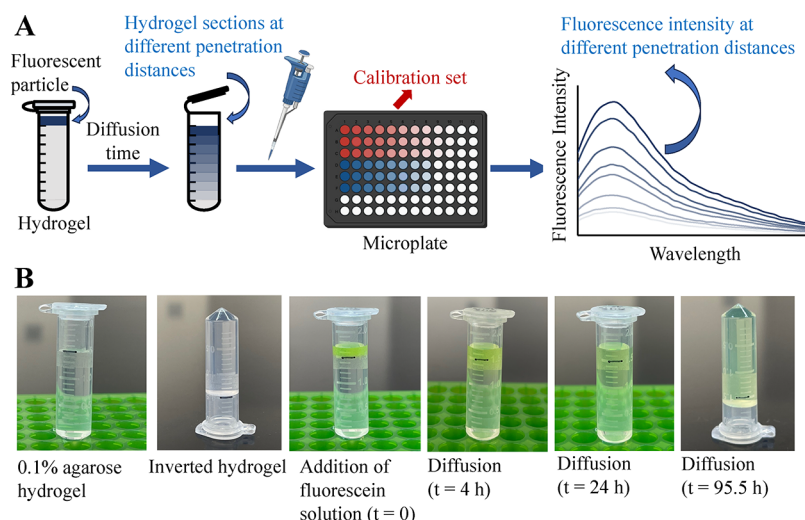 A
Fluorescent
particle
Hydrogel sections at
different penetration
distances
Diffusion
time
Hydrogel
Calibration set
Microplate
Fluorescence intensity at
different penetration distances
Fluorescence Intensity
Wavelength
B
0.1% agarose
hydrogel
Inverted hydrogel
Addition of
fluorescein
solution (t = 0)
Diffusion
(t = 4 h)
Diffusion
(t = 24 h)
Diffusion
(t = 95.5 h)